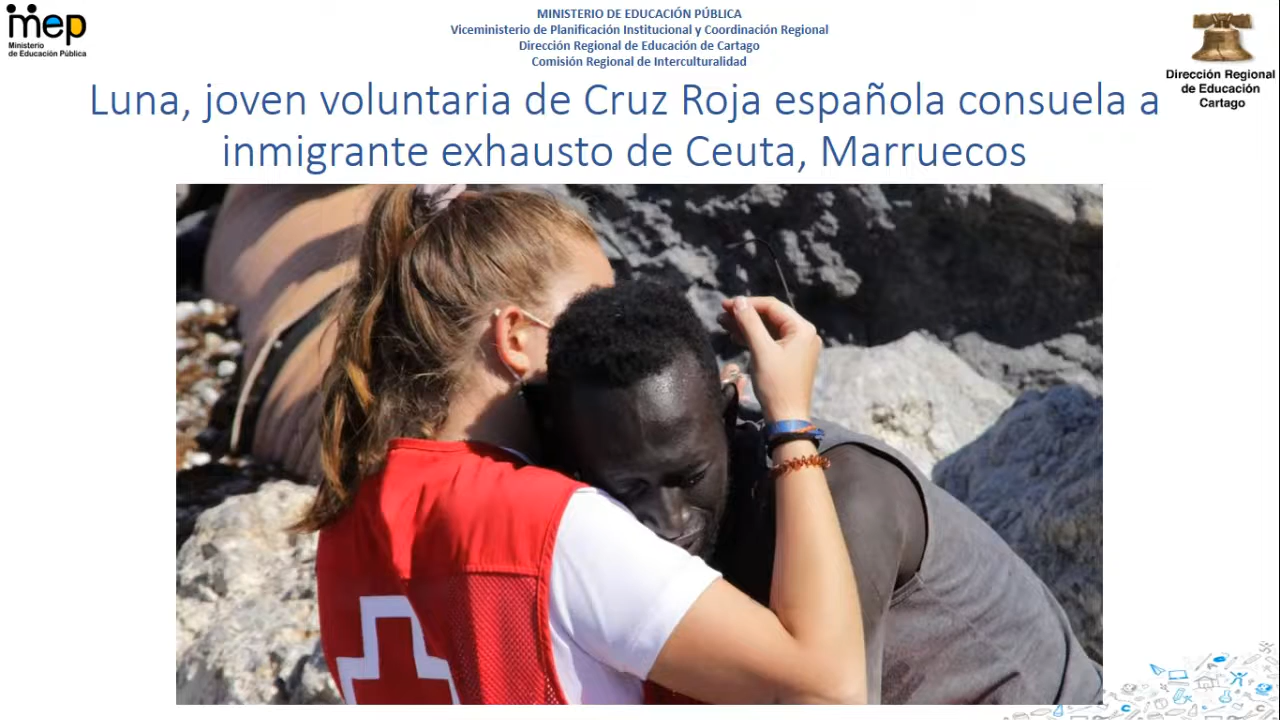 mep
Ministerio
de Educación Pública
MINISTERIO DE EDUCACIÓN PÚBLICA
Viceministerio de Planificación Institucional y Coordinación Regional
Dirección Regional de Educación de Cartago
Comisión Regional de Interculturalidad
Dirección Regional
de Educación
Cartago
Luna, joven voluntaria de Cruz Roja española consuela a
inmigrante exhausto de Ceuta, Marruecos